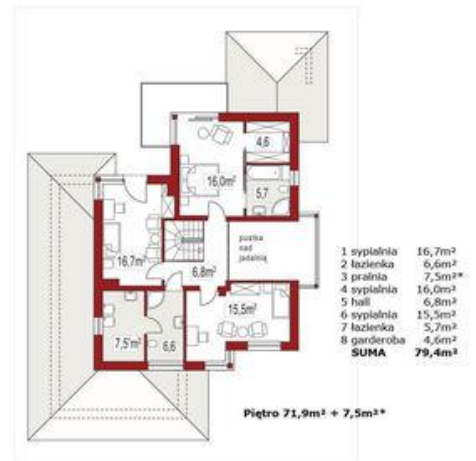 4,6
16,0m²
5,7
16,7m²
pustka
nad
jadalnią
6,8m²
15,5m²
7,5m²
6,6
1 sypialnia 16,7m²
2 łazienka 6,6m²
3 pralnia 7,5m²*
4 sypialnia 16,0m²
5 hall 6,8m²
6 sypialnia 15,5m²
7 łazienka 5,7m²
8 garderoba 4,6m²
SUMA 79,4m²
Piętro 71,9m² + 7,5m²*